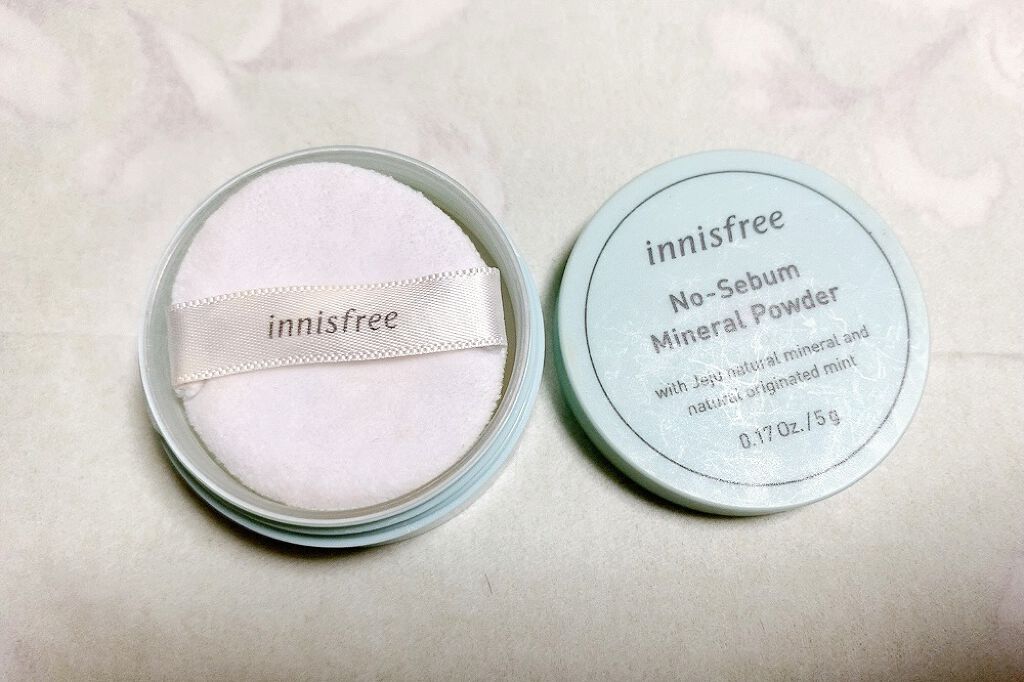 innisfree
innisfree
No-Sebum
Mineral Powder
with Jeju natural mineral and
natural originated mint
0.17 Oz./5 g